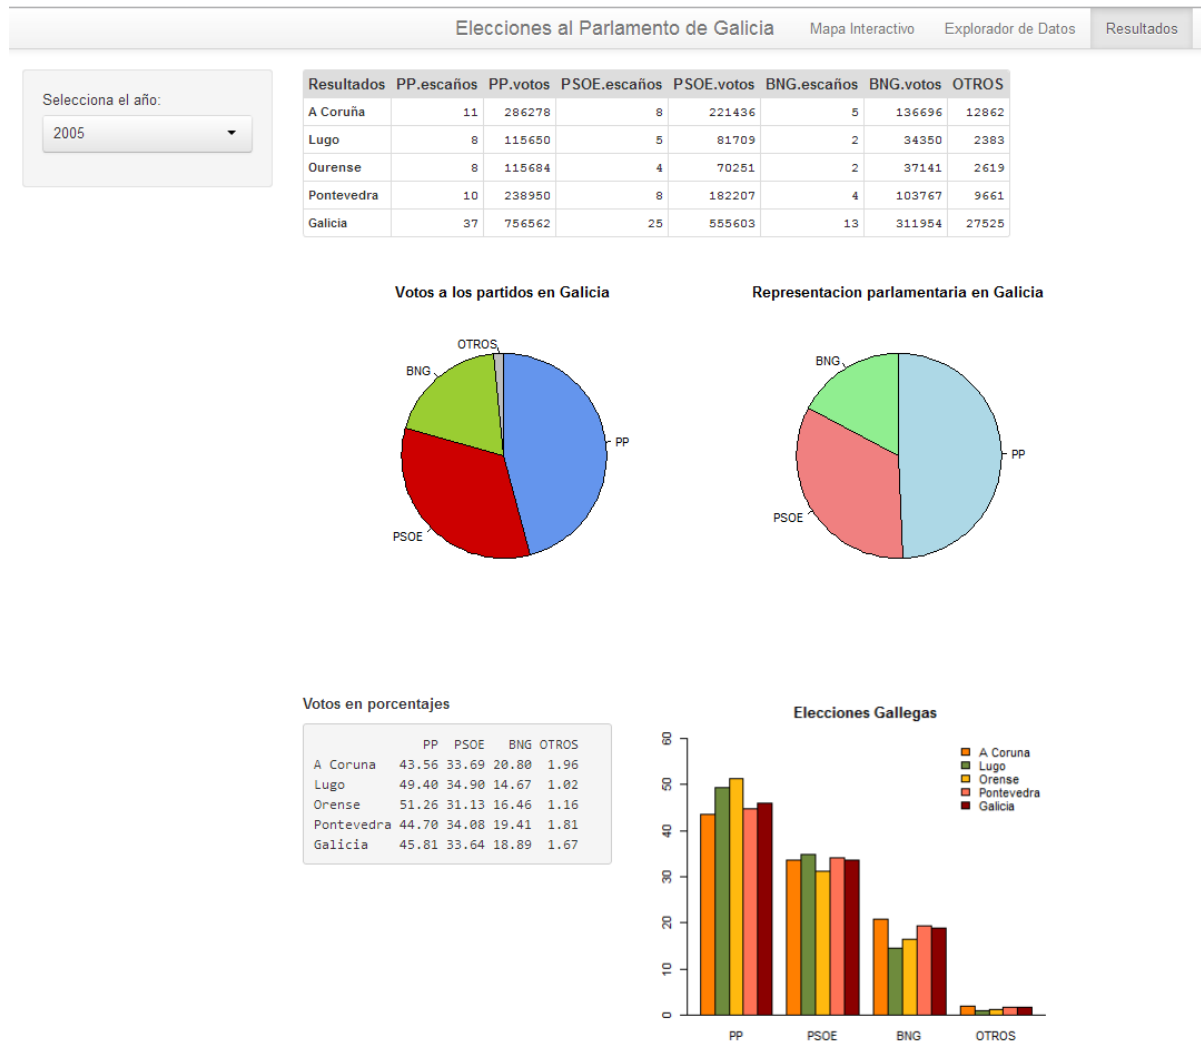 Elecciones al Parlamento de Galicia Mapa Interactivo Explorador de Datos Resultados
Selecciona el año:
2005
Resultados PP.escaños PP.votos PSOE.escaños PSOE.votos BNG.escaños BNG.votos OTROS
A Coruña 11 286278 8 221436 5 136696 12862
Lugo 8 115650 5 81709 2 34350 2383
Ourense 8 115684 4 70251 2 37141 2619
Pontevedra 10 238950 8 182207 4 103767 9661
Galicia 37 756562 25 555603 13 311954 27525
Votos a los partidos en Galicia
OTROS
BNG
PP
PSOE
Representacion parlamentaria en Galicia
BNG
PP
PSOE
Votos en porcentajes
PP PSOE BNG OTROS
A Coruna 43.56 33.69 20.80 1.96
Lugo 49.40 34.90 14.67 1.02
Orense 51.26 31.13 16.46 1.16
Pontevedra 44.70 34.08 19.41 1.81
Galicia 45.81 33.64 18.89 1.67
Elecciones Gallegas
60
50
40
30
20
10
0
A Coruna
Lugo
Orense
Pontevedra
Galicia
PP PSOE BNG OTROS